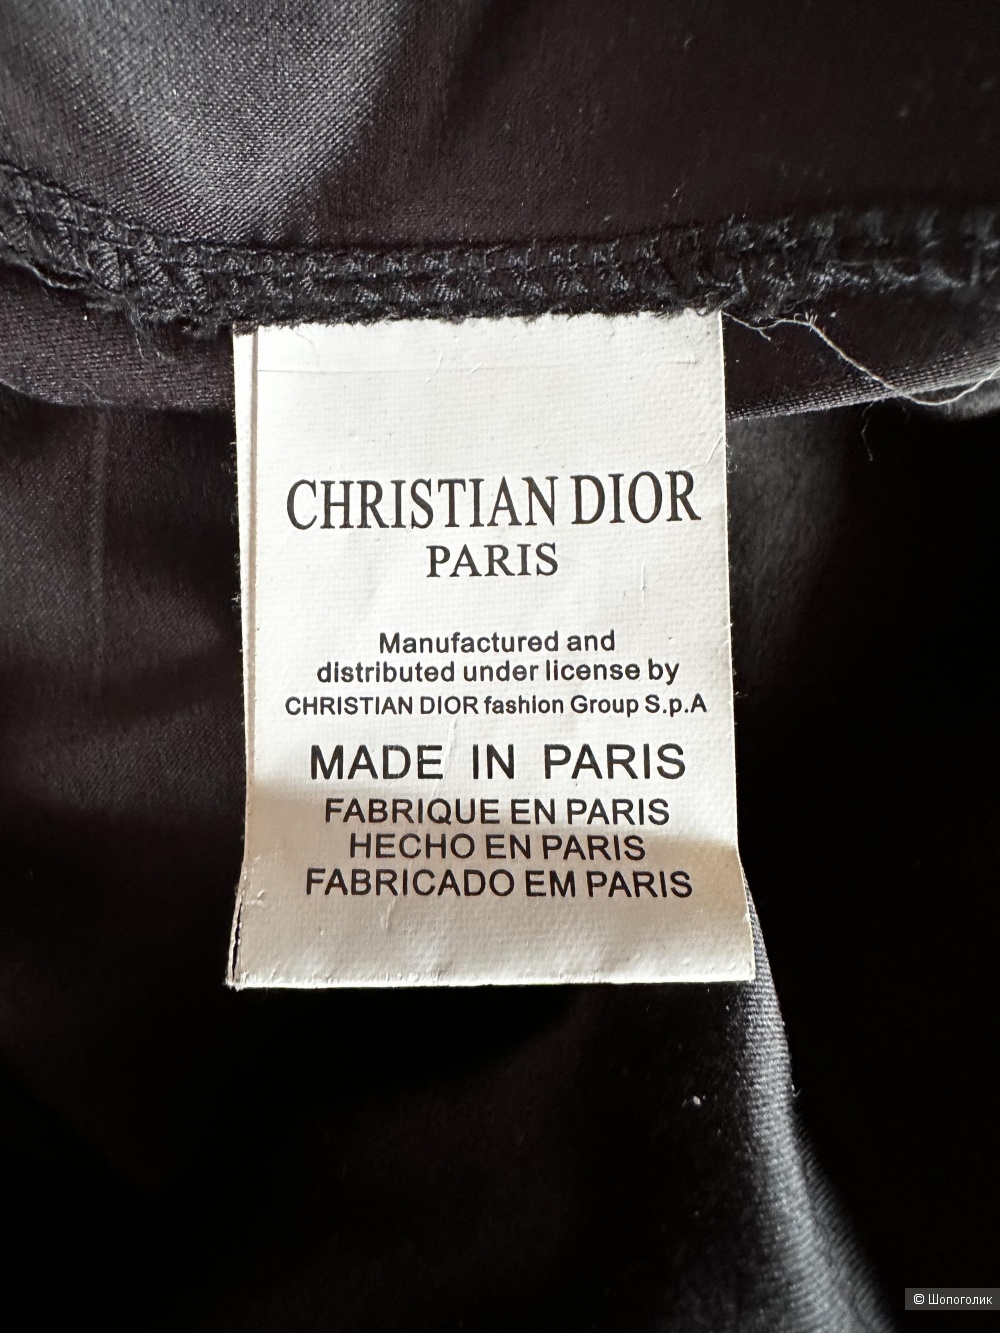 CHRISTIAN DIOR
PARIS
Manufactured and
distributed under license by
CHRISTIAN DIOR fashion Group S.p.A
MADE IN PARIS
FABRIQUE EN PARIS
HECHO EN PARIS
FABRICADO EM PARIS
© Шопоголик